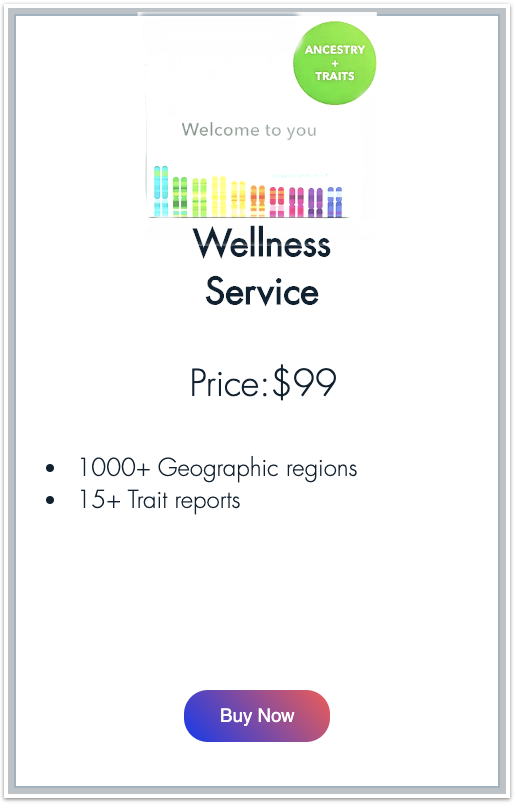 ANCESTRY
+
TRAITS
Welcome to you
Wellness
Service
Price:$99
• 1000+ Geographic regions
• 15+ Trait reports
Buy Now